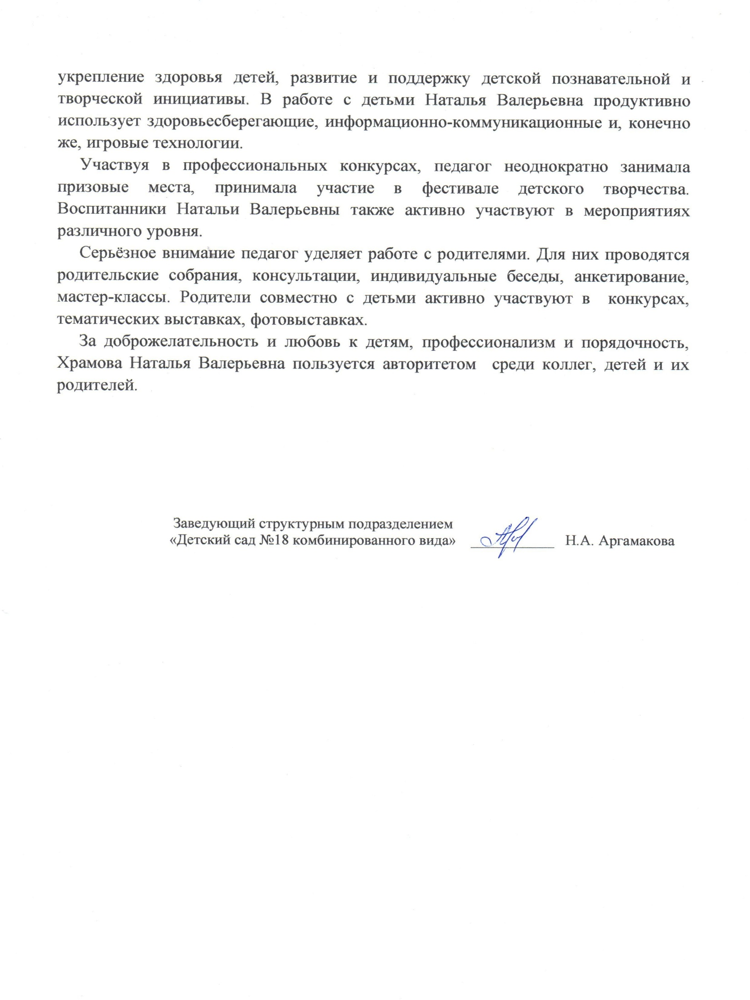 укрепление здоровья детей, развитие и поддержку детской познавательной и
творческой инициативы. В работе с детьми Наталья Валерьевна продуктивно
использует здоровьесберегающие, информационно-коммуникационные и, конечно
же, игровые технологии.
Участвуя в профессиональных конкурсах, педагог неоднократно занимала
призовые места, принимала участие в фестивале детского творчества.
Воспитанники Натальи Валерьевны также активно участвуют в мероприятиях
различного уровня.
Серьёзное внимание педагог уделяет работе с родителями. Для них проводятся
родительские собрания, консультации, индивидуальные беседы, анкетирование,
мастер-классы. Родители совместно с детьми активно участвуют в конкурсах,
тематических выставках, фотовыставках.
За доброжелательность и любовь к детям, профессионализм и порядочность,
Храмова Наталья Валерьевна пользуется авторитетом среди коллег, детей и их
родителей.
Заведующий структурным подразделением
«Детский сад №18 комбинированного вида» Н.А. Аргамакова